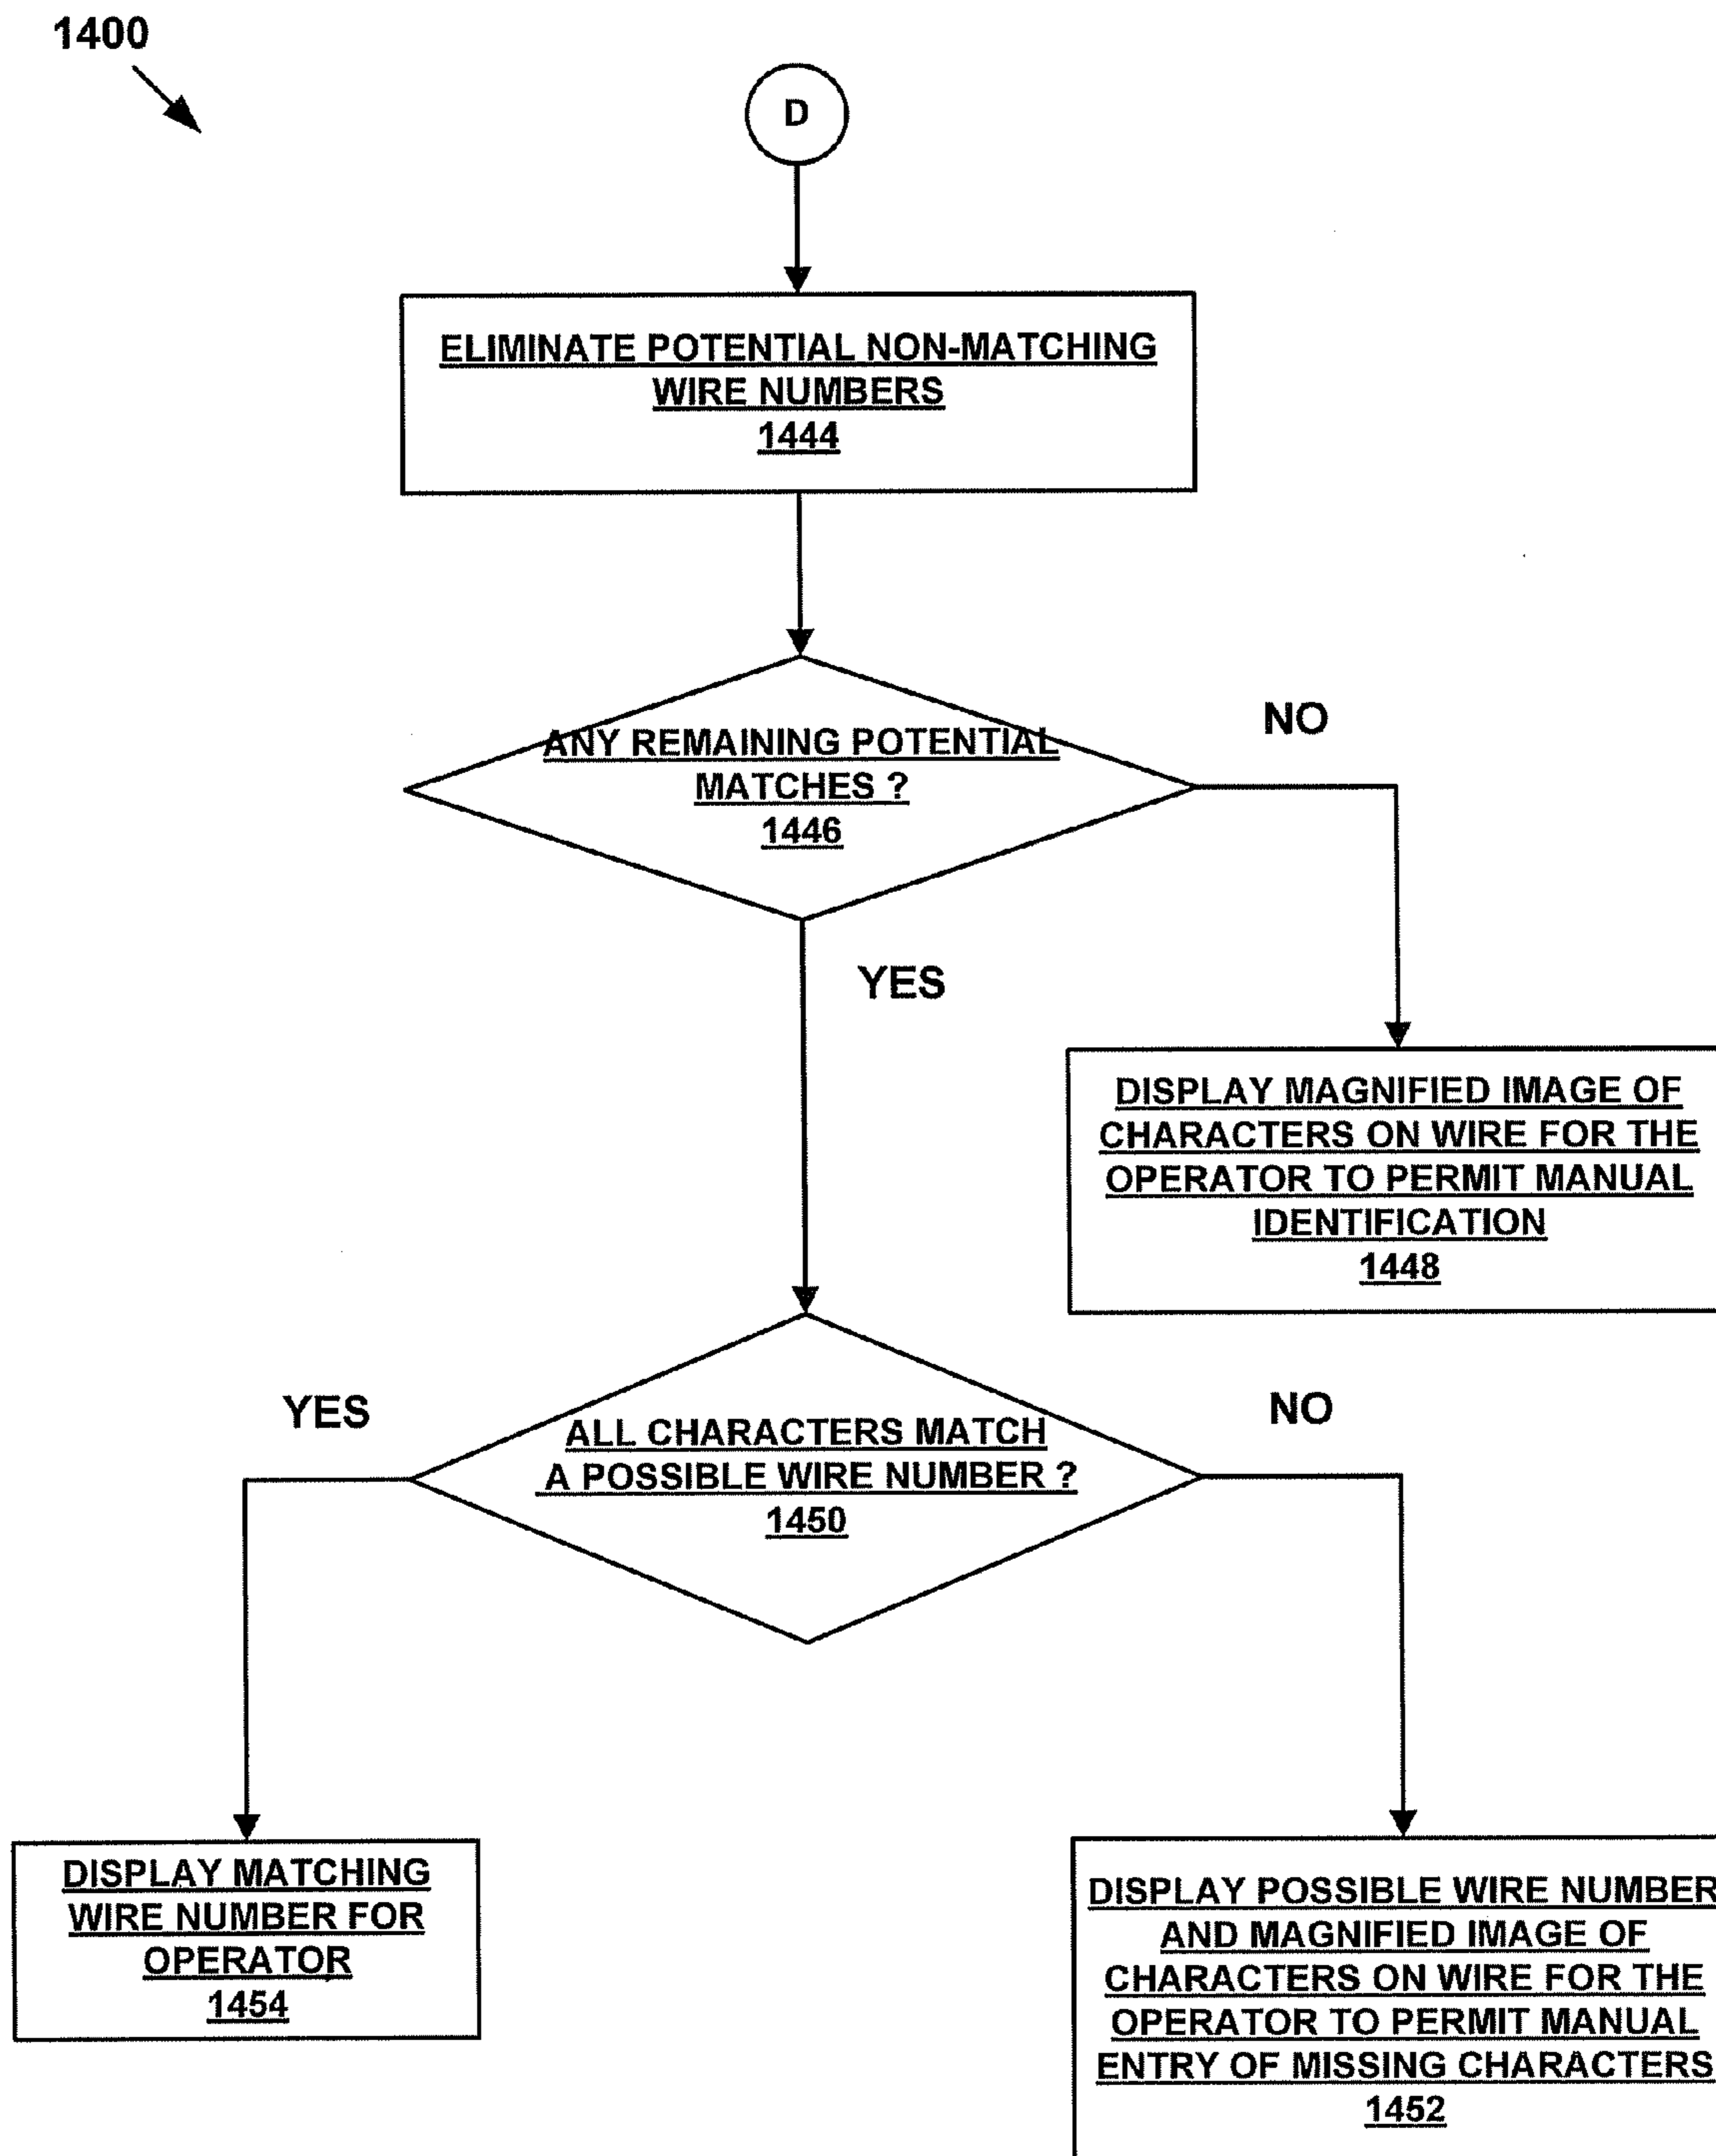 1400
D
ELIMINATE POTENTIAL NON-MATCHING
WIRE NUMBERS
1444
ANY REMAINING POTENTIAL
MATCHES ?
1446
NO
YES
DISPLAY MAGNIFIED IMAGE OF
CHARACTERS ON WIRE FOR THE
OPERATOR TO PERMIT MANUAL
IDENTIFICATION
1448
ALL CHARACTERS MATCH
A POSSIBLE WIRE NUMBER ?
1450
YES
NO
DISPLAY MATCHING
WIRE NUMBER FOR
OPERATOR
1454
DISPLAY POSSIBLE WIRE NUMBER
AND MAGNIFIED IMAGE OF
CHARACTERS ON WIRE FOR THE
OPERATOR TO PERMIT MANUAL
ENTRY OF MISSING CHARACTERS
1452